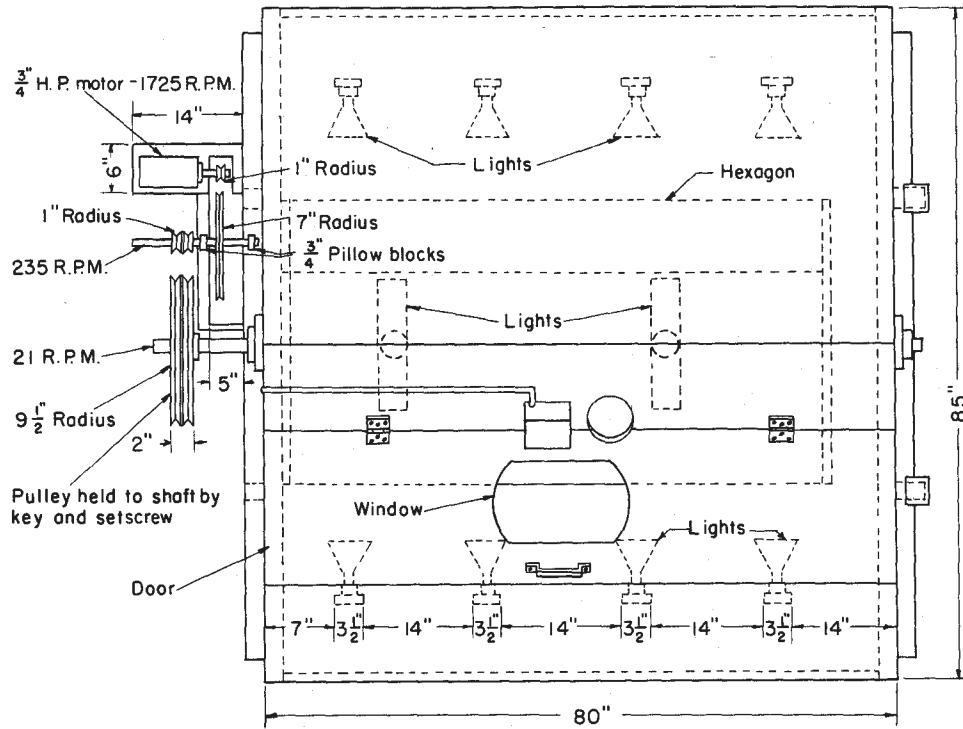 3/4" H. P. motor -1725 R. P. M.
14"
6"
1" Radius
Lights
Hexagon
1" Radius
7" Radius
3/4" Pillow blocks
235 R. P. M.
Lights
21 R. P. M.
5"
9 1/2" Radius
2"
85"
Pulley held to shaft by
key and setscrew
Window
Lights
Door
7" 3 1/2" 14" 3 1/2" 14" 3 1/2" 14" 3 1/2" 14"
80"